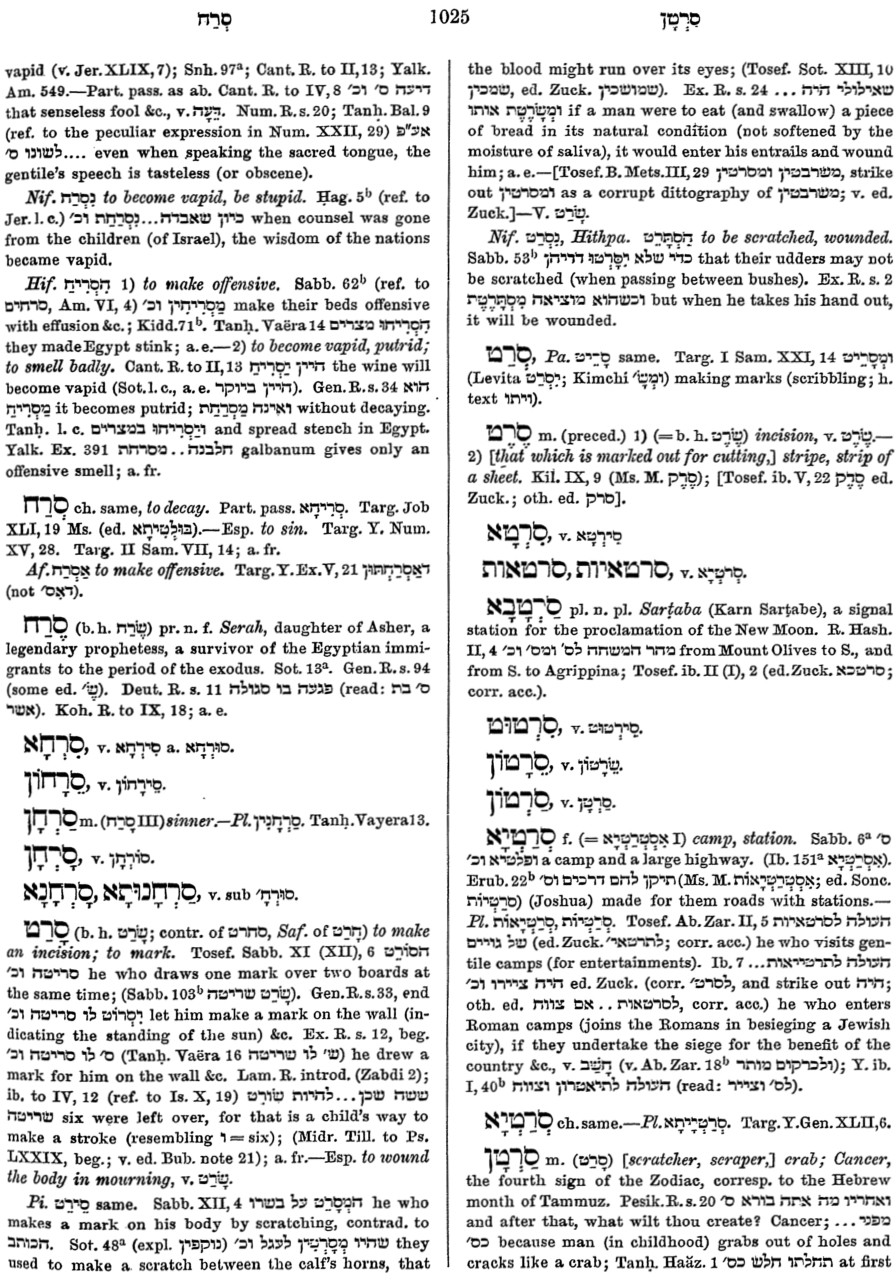 סְרַח
1025
סִרְטָן
vapid (v. Jer. XLIX, 7); Snh. 97ᵃ; Cant. R. to II, 13; Yalk.
Am. 549.—Part. pass. as ab. Cant. R. to IV, 8 דיעה ס׳ וכ׳
that senseless fool &c., v. דֵּעָה. Num. R. s. 20; Tanḥ. Bal. 9
(ref. to the peculiar expression in Num. XXII, 29) אע״פ
לשונו ס׳.... even when speaking the sacred tongue, the
gentile's speech is tasteless (or obscene).
Nif. נִסְרַח to become vapid, be stupid. Ḥag. 5ᵇ (ref. to
Jer. l. c.) כיון שאבדה...נִסְרַחַת וכ׳ when counsel was gone
from the children (of Israel), the wisdom of the nations
became vapid.
Hif. הִסְרִיחַ 1) to make offensive. Sabb. 62ᵇ (ref. to
סרחים, Am. VI, 4) מַסְרִיחִין וכ׳ make their beds offensive
with effusion &c.; Kidd. 71ᵇ. Tanḥ. Vaëra 14 הִסְרִיחוּ מצרים
they made Egypt stink; a. e.—2) to become vapid, putrid;
to smell badly. Cant. R. to II, 13 היין יַסְרִיחַ the wine will
become vapid (Sot. l. c., a. e. היין ביוקר). Gen. R. s. 34 הוא
מַסְרִיחַ it becomes putrid; ואינה מַסְרַחַת without decaying.
Tanḥ. l. c. וְיַסְרִיחוּ במצרים and spread stench in Egypt.
Yalk. Ex. 391 חלבנה..מסרחת galbanum gives only an
offensive smell; a. fr.
סְרַח ch. same, to decay. Part. pass. סְרִיחָא. Targ. Job
XLI, 19 Ms. (ed. בּוּלְטִיתָא).—Esp. to sin. Targ. Y. Num.
XV, 28. Targ. II Sam. VII, 14; a. fr.
Af. אַסְרַח to make offensive. Targ. Y. Ex. V, 21 דאַסְרַחְתּוּן
(not דאָסְ׳).
סֶרַח (b. h. שֶׂרַח) pr. n. f. Serah, daughter of Asher, a
legendary prophetess, a survivor of the Egyptian immi-
grants to the period of the exodus. Sot. 13ᵃ. Gen. R. s. 94
(some ed. שֶׂ׳). Deut. R. s. 11 פגעה בו סגולה (read: ס׳ בת
אשר). Koh. R. to IX, 18; a. e.
סִרְחָא, v. סִירְחָא a. סוּרְחָא.
סִרָחוֹן, v. סֵירָחוֹן.
סַרְחָן m. (סָרַח III) sinner.—Pl. סַרְחָנִין. Tanḥ. Vayera 13.
סָרְחָן, v. סוֹרְחָן.
סַרְחָנוּתָא, סָרְחָנָא, v. sub סוּרְחָ׳.
סָרַט (b. h. שָׂרַט; contr. of סחרט, Saf. of חָרַט) to make
an incision; to mark. Tosef. Sabb. XI (XII), 6 הסוֹרֵט
סריטה וכ׳ he who draws one mark over two boards at
the same time; (Sabb. 103ᵇ שָׂרַט שריטה). Gen. R. s. 33, end
יִסְרוֹט לו סריטה וכ׳ let him make a mark on the wall (in-
dicating the standing of the sun) &c. Ex. R. s. 12, beg.
ס׳ לו סריטה וכ׳ (Tanḥ. Vaëra 16 ש׳ לו שריטה) he drew a
mark for him on the wall &c. Lam. R. introd. (Zabdi 2);
ib. to IV, 12 (ref. to Is. X, 19) ששה שכן...להיות שׂוֹרֵט
שריטה six were left over, for that is a child's way to
make a stroke (resembling ו = six); (Midr. Till. to Ps.
LXXIX, beg.; v. ed. Bub. note 21); a. fr.—Esp. to wound
the body in mourning, v. שָׂרַט.
Pi. סֵירַט same. Sabb. XII, 4 המְסָרֵט על בשרו he who
makes a mark on his body by scratching, contrad. to
הכותב. Sot. 48ᵃ (expl. נוקפין) שהיו מְסָרְטִין לעגל וכ׳ they
used to make a scratch between the calf's horns, that
the blood might run over its eyes; (Tosef. Sot. XIII, 10
שמכין, ed. Zuck. שמושכין). Ex. R. s. 24 ... שאילולי היה
ומְשָׂרֶטֶת אותו if a man were to eat (and swallow) a piece
of bread in its natural condition (not softened by the
moisture of saliva), it would enter his entrails and wound
him; a. e.—[Tosef. B. Mets. III, 29 משרבטין ומסרטין, strike
out ומסרטין as a corrupt dittography of משרבטין; v. ed.
Zuck.]—V. שָׂרַט.
Nif. נִסְרַט, Hithpa. הִסְתָּרֵט to be scratched, wounded.
Sabb. 53ᵇ כדי שלא יִסָּרְטוּ דדיהן that their udders may not
be scratched (when passing between bushes). Ex. R. s. 2
וכשהוא מוציאה מִסְתָּרֶטֶת but when he takes his hand out,
it will be wounded.
סְרַט, Pa. סָרֵיט same. Targ. I Sam. XXI, 14 וּמְסָרֵיט
(Levita יִסְרַט; Kimchi וּמְשָׂ׳) making marks (scribbling; h.
text ויתו).
סֶרֶט m. (preced.) 1) (= b. h. שֶׂרֶט) incision, v. שֶׂרֶט.—
2) [that which is marked out for cutting,] stripe, strip of
a sheet. Kil. IX, 9 (Ms. M. סֶרֶק); [Tosef. ib. V, 22 סֶרֶק ed.
Zuck.; oth. ed. סרק].
סִרְטָא, v. סִירְטָא
סרטאיות, סרטאות, v. סְרַטְיָא.
סַרְטָבָא pl. n. pl. Sarṭaba (Karn Sarṭabe), a signal
station for the proclamation of the New Moon. R. Hash.
II, 4 מהר המשחה לס׳ ומס׳ וכ׳ from Mount Olives to S., and
from S. to Agrippina; Tosef. ib. II (I), 2 (ed. Zuck. סרטכא;
corr. acc.).
סִרְטוּט, v. סִירְטוּט.
סֵרָטוֹן, v. שֵׂרָטוֹן.
סַרְטוֹן, v. סַרְטָן.
סְרַטְיָא f. (= אִסְטְרַטְיָא I) camp, station. Sabb. 6ᵃ ס׳
ופלטיא וכ׳ a camp and a large highway. (Ib. 151ᵃ אִסְרַטְיָא).
Erub. 22ᵇ תיקן להם דרכים וס׳ (Ms. M. אִסְטְרַטְיָאוֹת; ed. Sonc.
סרטיות) (Joshua) made for them roads with stations.—
Pl. סְרַטְיוֹת, סְרַטְיָאוֹת. Tosef. Ab. Zar. II, 5 העולה לסרטאיות
של גויים (ed. Zuck. לתרטאי׳; corr. acc.) he who visits gen-
tile camps (for entertainments). Ib. 7 העולה לתרטייאות...
היה ציירו וכ׳ ed. Zuck. (corr. לסרט׳, and strike out היה;
oth. ed. לסרטאות.. אם צווח, corr. acc.) he who enters
Roman camps (joins the Romans in besieging a Jewish
city), if they undertake the siege for the benefit of the
country &c., v. חָשַׁב (v. Ab. Zar. 18ᵇ ולכרקום מותר); Y. ib.
I, 40ᵇ העולה לתיאטרון וצווח (read: לס׳ וצייר).
סְרַטְיָא ch. same.—Pl. סְרַטְיָיתָא. Targ. Y. Gen. XLII, 6.
סַרְטָן m. (סָרַט) [scratcher, scraper,] crab; Cancer,
the fourth sign of the Zodiac, corresp. to the Hebrew
month of Tammuz. Pesik. R. s. 20 ואחריו מה אתה בורא ס׳
and after that, what wilt thou create? Cancer; ... מפני
כס׳ because man (in childhood) grabs out of holes and
cracks like a crab; Tanḥ. Haäz. 1 תחלתו חלש כס׳ at first